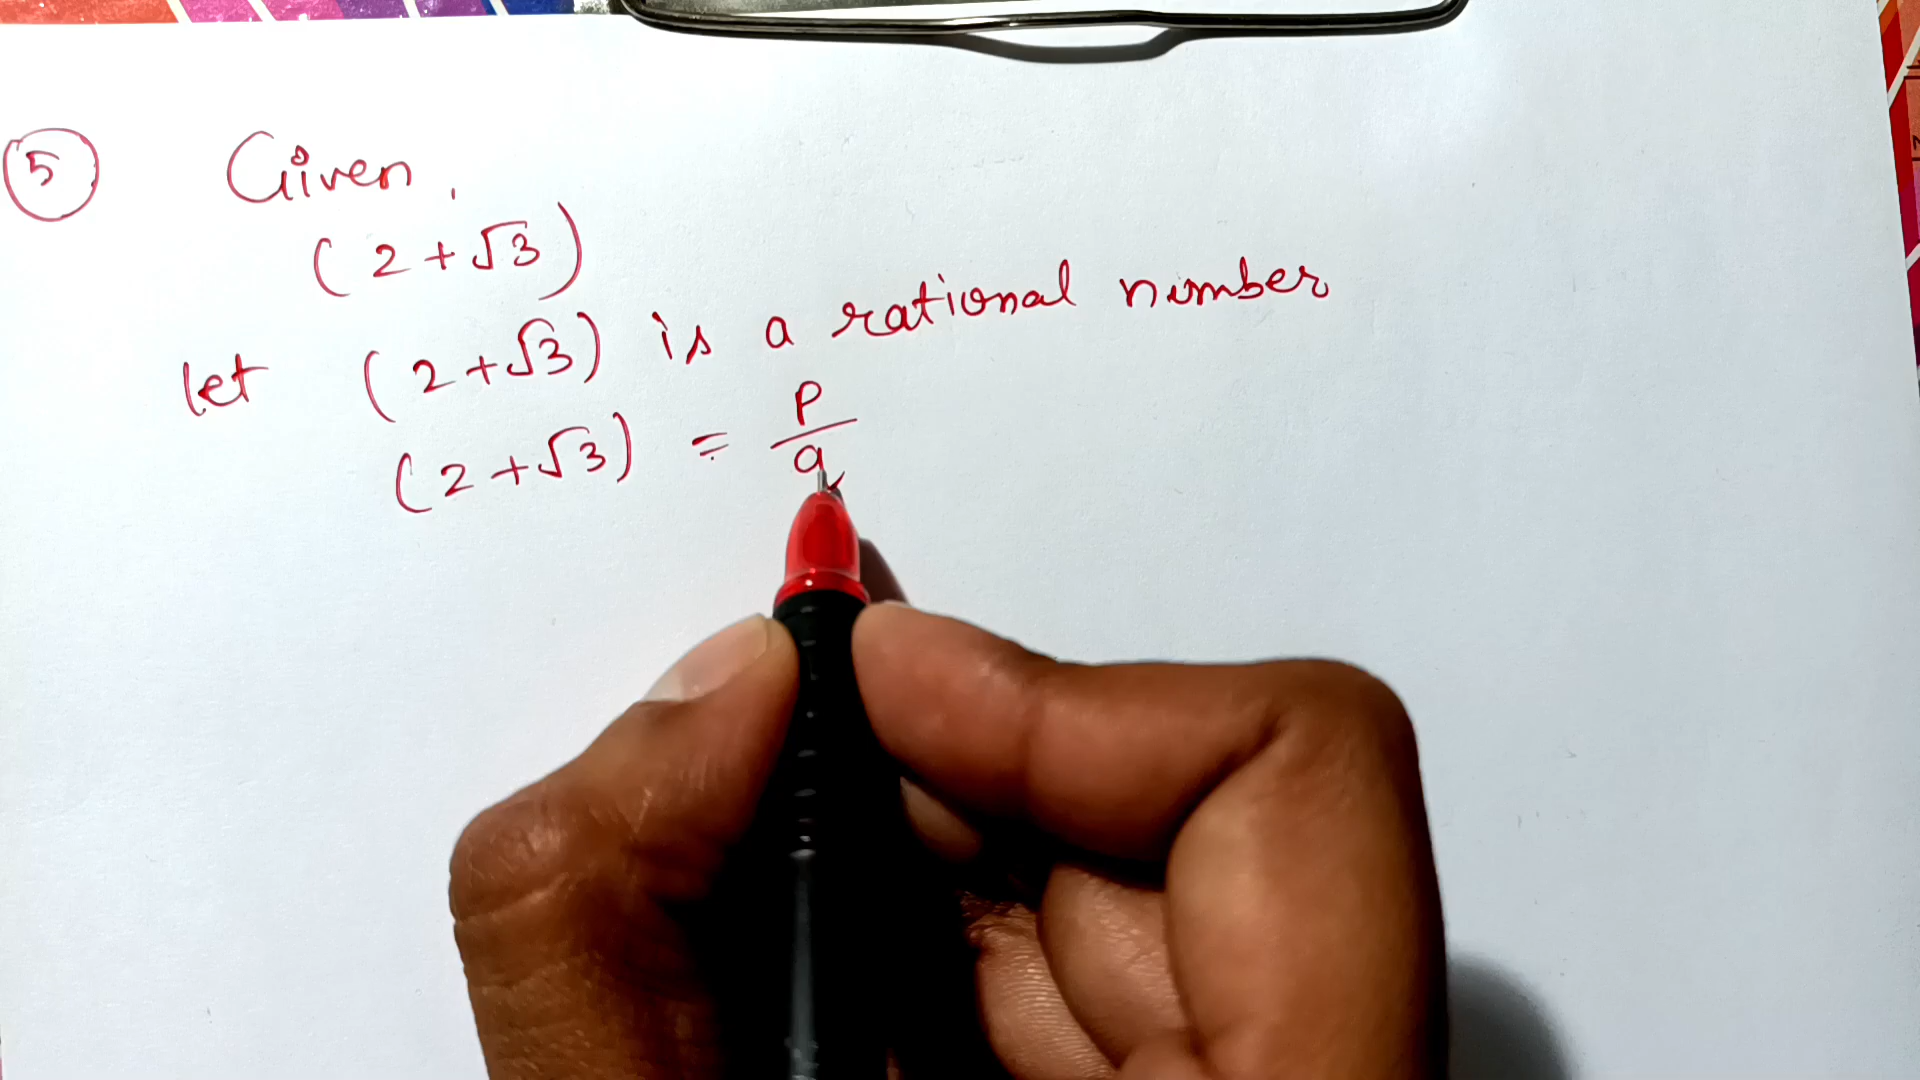 5 Given,
(2+√3)
let (2+√3) is a rational number
(2+√3) = p/q